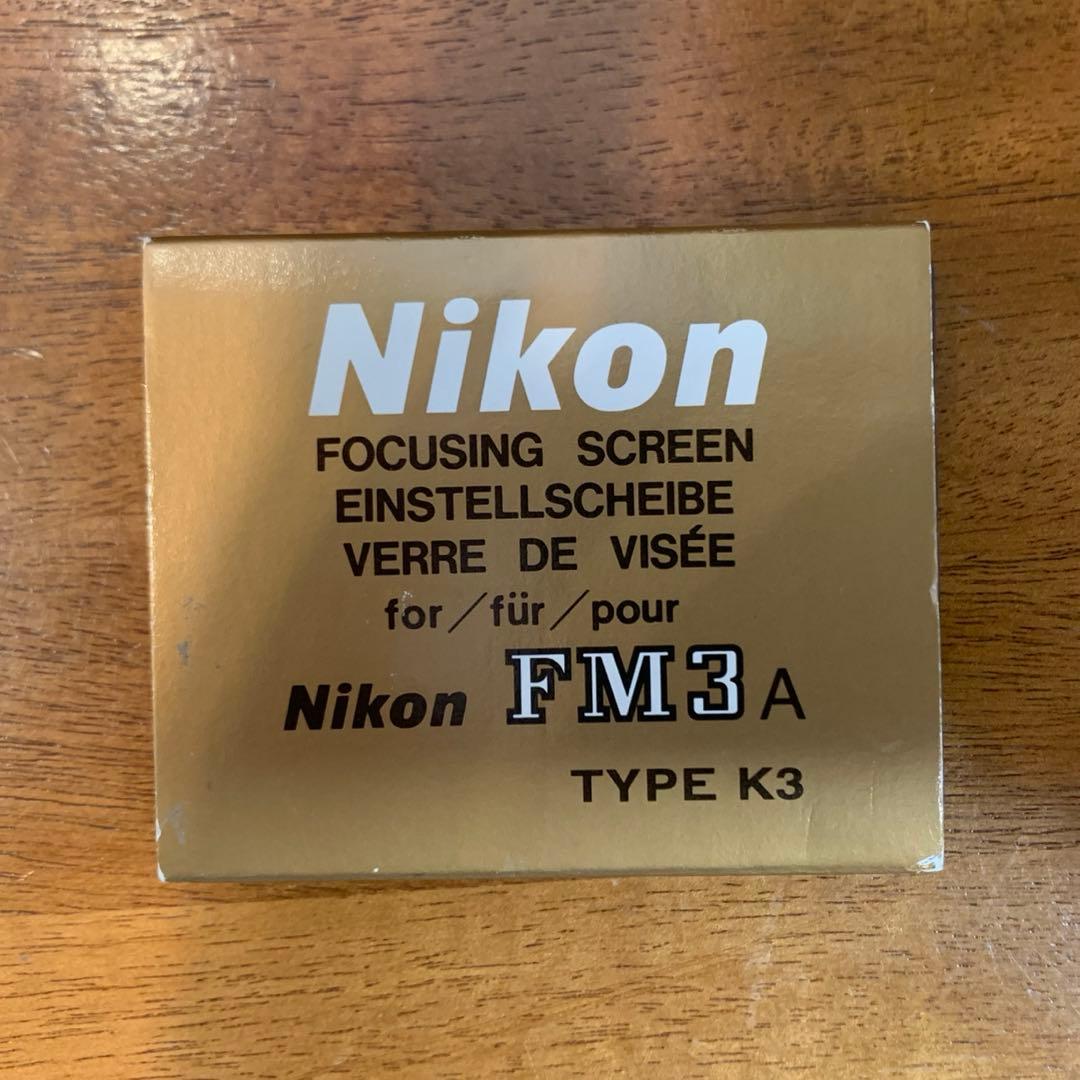 Nikon
FOCUSING SCREEN
EINSTELLSCHEIBE
VERRE DE VISÉE
for/für/pour
Nikon FM3A
TYPE K3